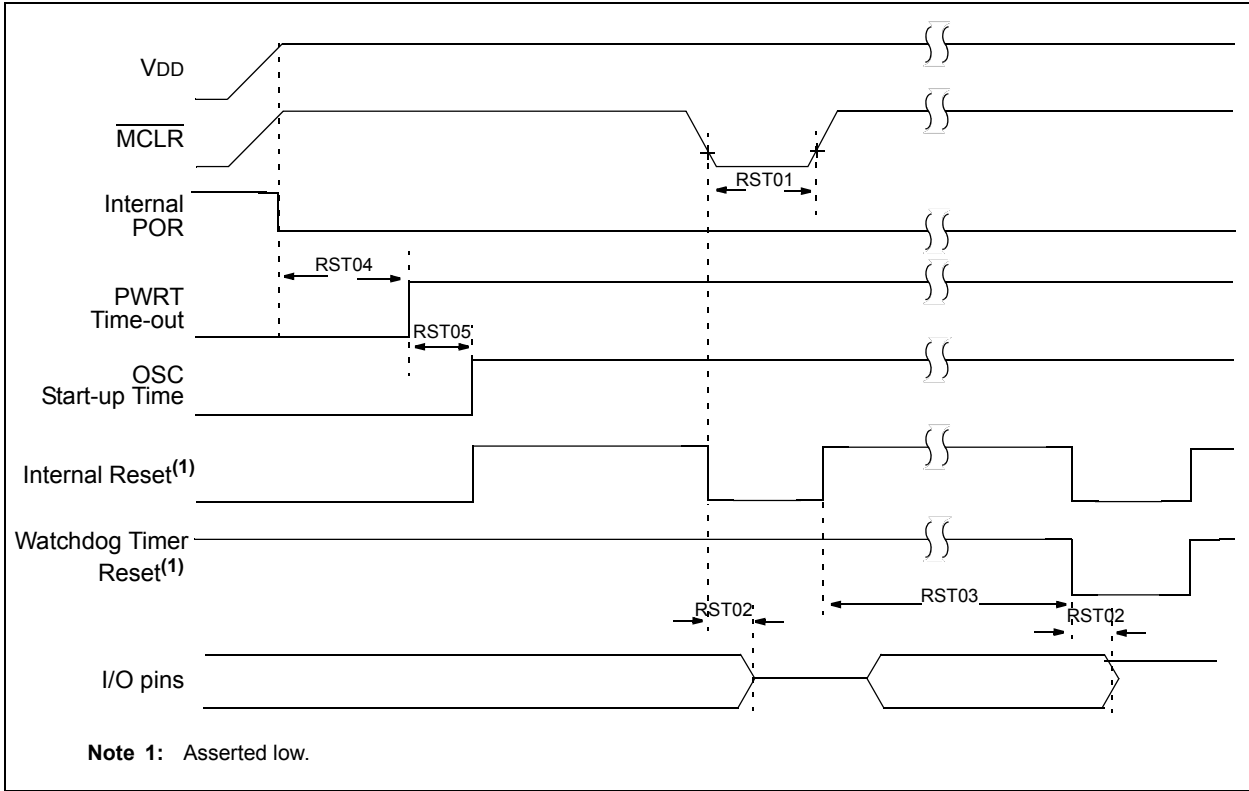 VDD
MCLR
RST01
Internal
POR
RST04
PWRT
Time-out
RST05
OSC
Start-up Time
Internal Reset(1)
Watchdog Timer
Reset(1)
RST02
RST03
RST02
I/O pins
Note 1: Asserted low.